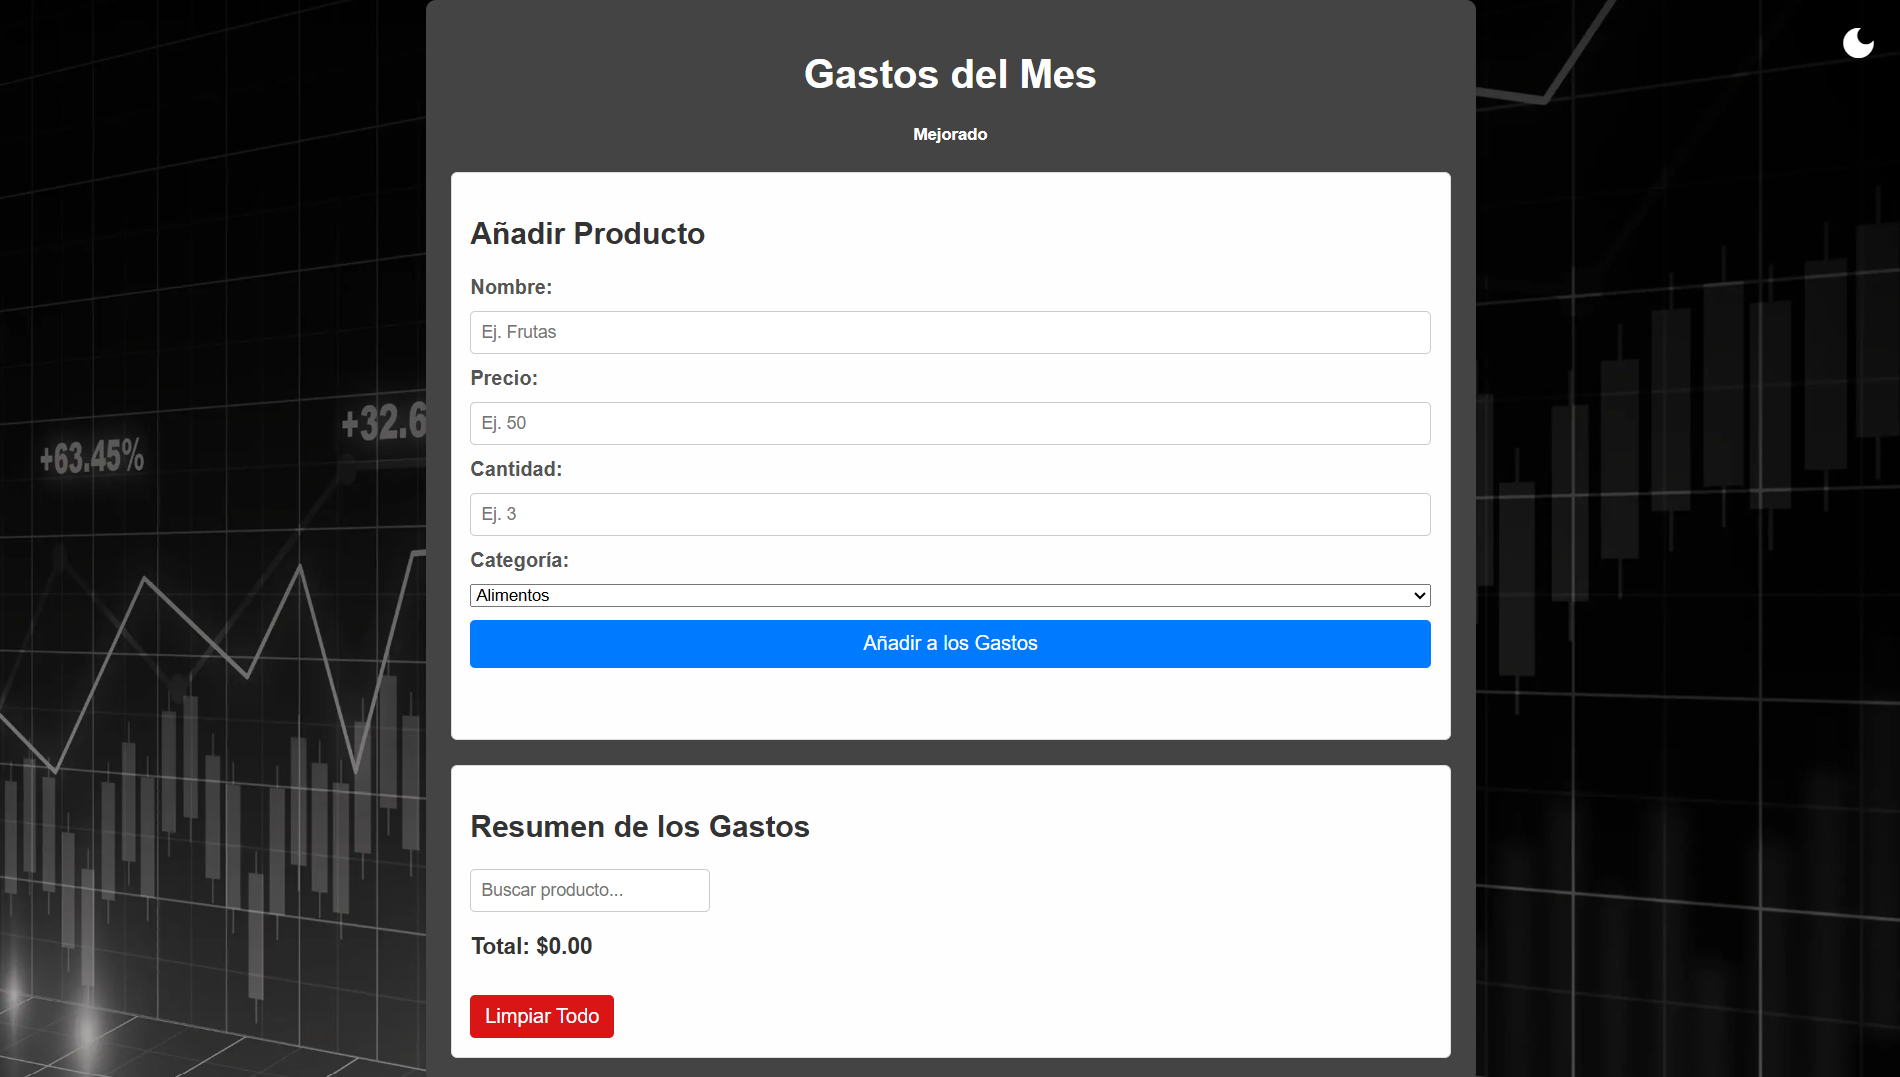 Gastos del Mes
Mejorado
Añadir Producto
Nombre:
Ej. Frutas
Precio:
Ej. 50
Cantidad:
Ej. 3
Categoría:
Alimentos
Añadir a los Gastos
+32.6
+63.45%
Resumen de los Gastos
Buscar producto...
Total: $0.00
Limpiar Todo